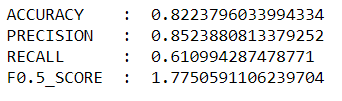 ACCURACY : 0.8223796033994334
PRECISION : 0.8523880813379252
RECALL : 0.610994287478771
F0.5_SCORE : 1.7750591106239704